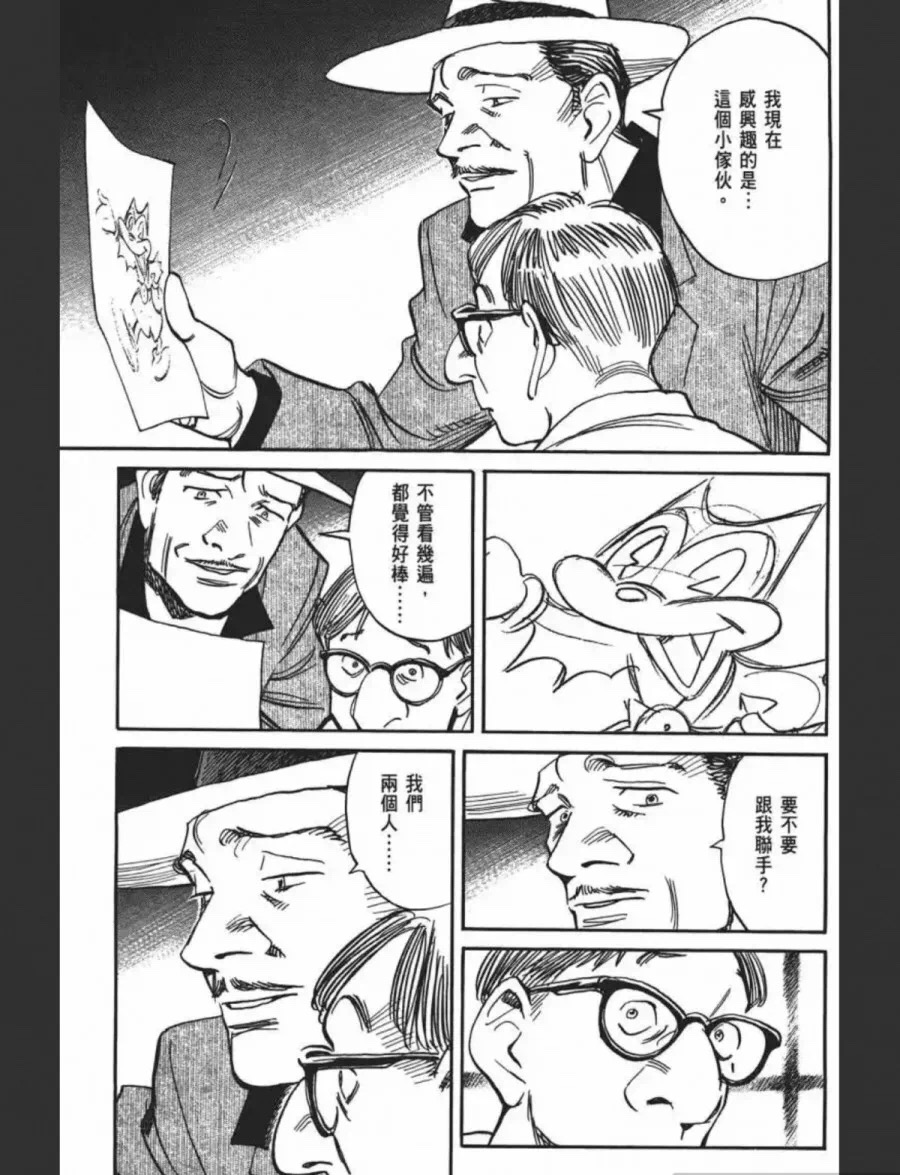 我現在
感興趣的是…
這個小傢伙。
不管看幾遍，
都覺得好棒……
要不要
跟我聯手？
我們
兩個人……